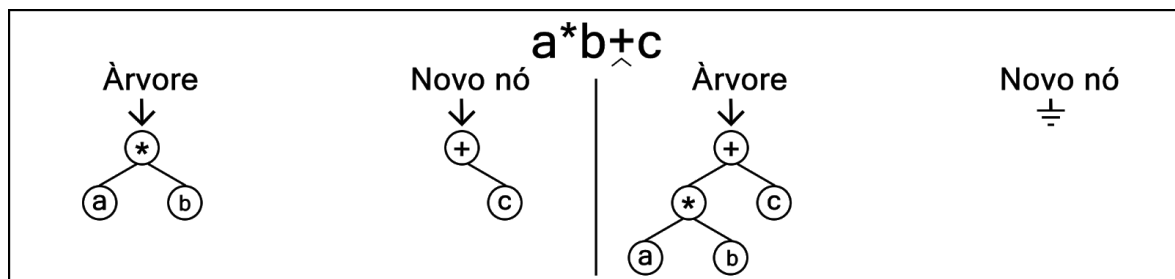 a*b+c
Àrvore Novo nó Àrvore Novo nó
* + +
a b c * c
a b